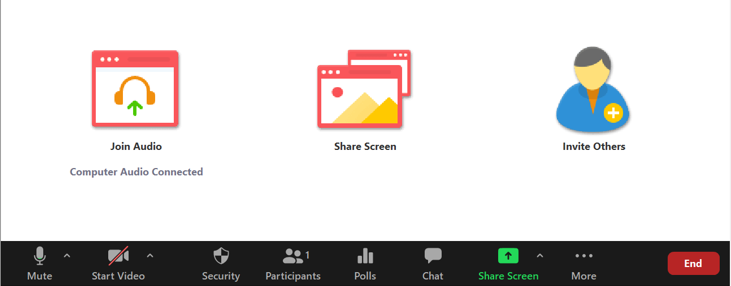 Join Audio
Share Screen
Invite Others
Computer Audio Connected
1
Mute
Start Video
Security
Participants
Polls
Chat
Share Screen
More
End